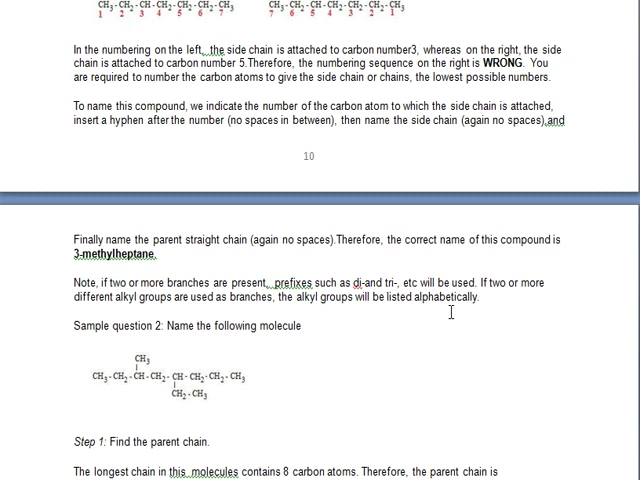 CH3-CH2-CH-CH2-CH2-CH2-CH3 CH3-CH2-CH-CH2-CH2-CH2-CH3
1 2 3 4 5 6 7 7 6 5 4 3 2 1
In the numbering on the left,  the side chain is attached to carbon number3, whereas on the right, the side
chain is attached to carbon number 5.Therefore, the numbering sequence on the right is WRONG.  You
are required to number the carbon atoms to give the side chain or chains, the lowest possible numbers.
To name this compound, we indicate the number of the carbon atom to which the side chain is attached,
insert a hyphen after the number (no spaces in between), then name the side chain (again no spaces),and
10
Finally name the parent straight chain (again no spaces).Therefore, the correct name of this compound is
3-methylheptane.
Note, if two or more branches are present,  prefixes such as di-and tri-, etc will be used. If two or more
different alkyl groups are used as branches, the alkyl groups will be listed alphabetically.
Sample question 2: Name the following molecule
CH3
CH3-CH2-CH-CH2-CH-CH2-CH2-CH3
CH2-CH3
Step 1: Find the parent chain.
The longest chain in this  molecules contains 8 carbon atoms. Therefore, the parent chain is